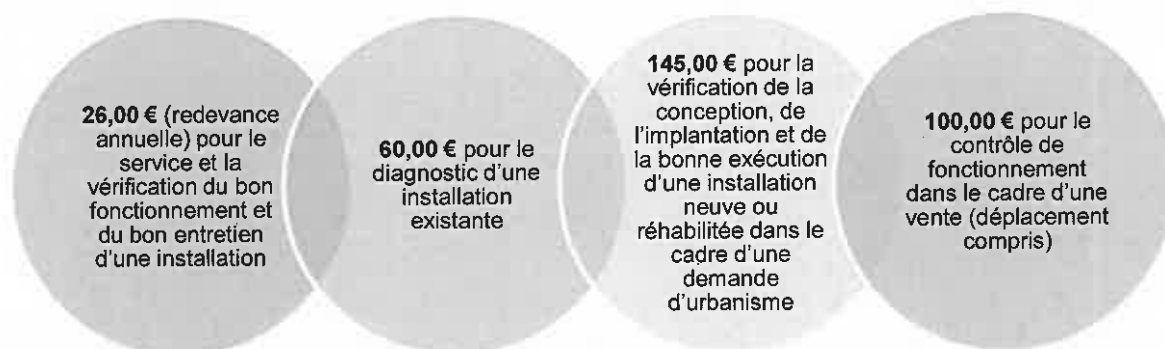 26,00 € (redevance
annuelle) pour le
service et la
vérification du bon
fonctionnement et
du bon entretien
d'une installation
60,00 € pour le
diagnostic d'une
installation
existante
145,00 € pour la
vérification de la
conception, de
l'implantation et de
la bonne exécution
d'une installation
neuve ou
réhabilitée dans le
cadre d'une
demande
d'urbanisme
100,00 € pour le
contrôle de
fonctionnement
dans le cadre d'une
vente (déplacement
compris)